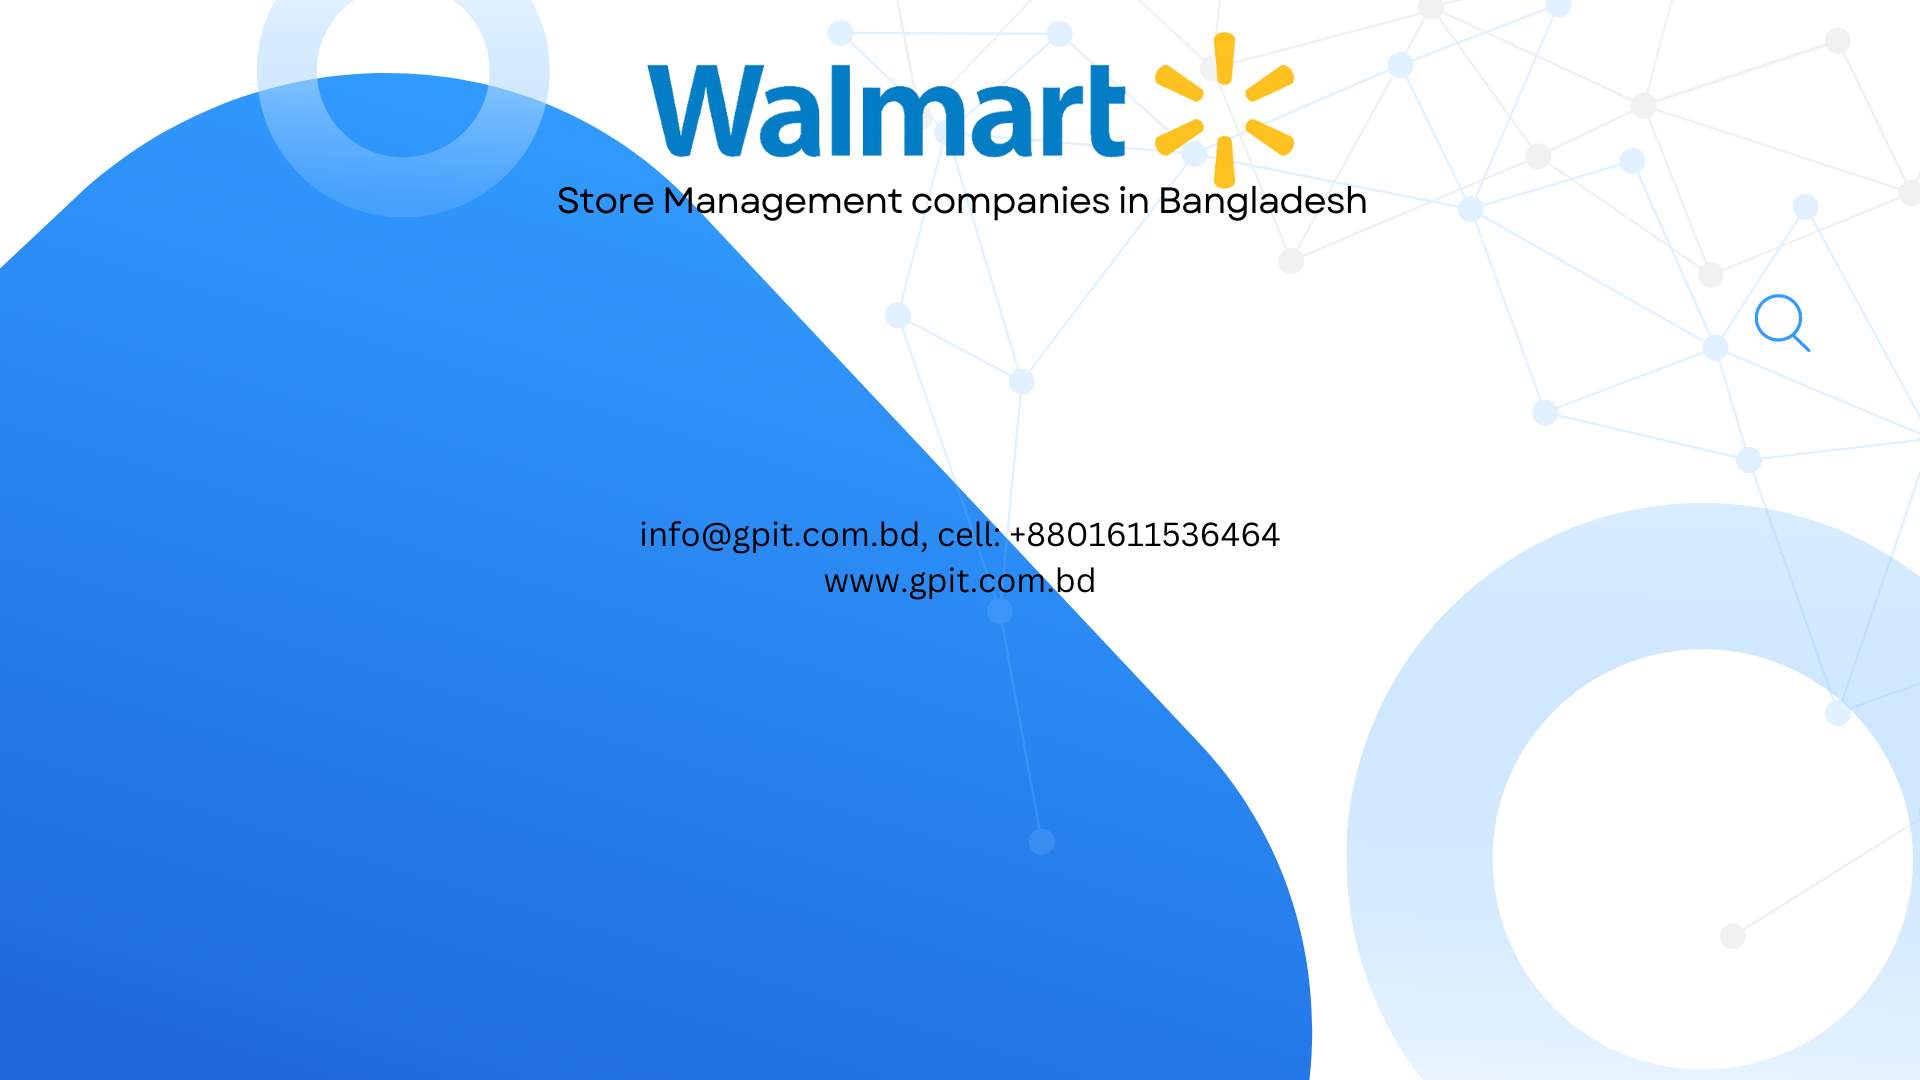 Walmart
Store Management companies in Bangladesh
info@gpit.com.bd, cell: +8801611536464
www.gpit.com.bd